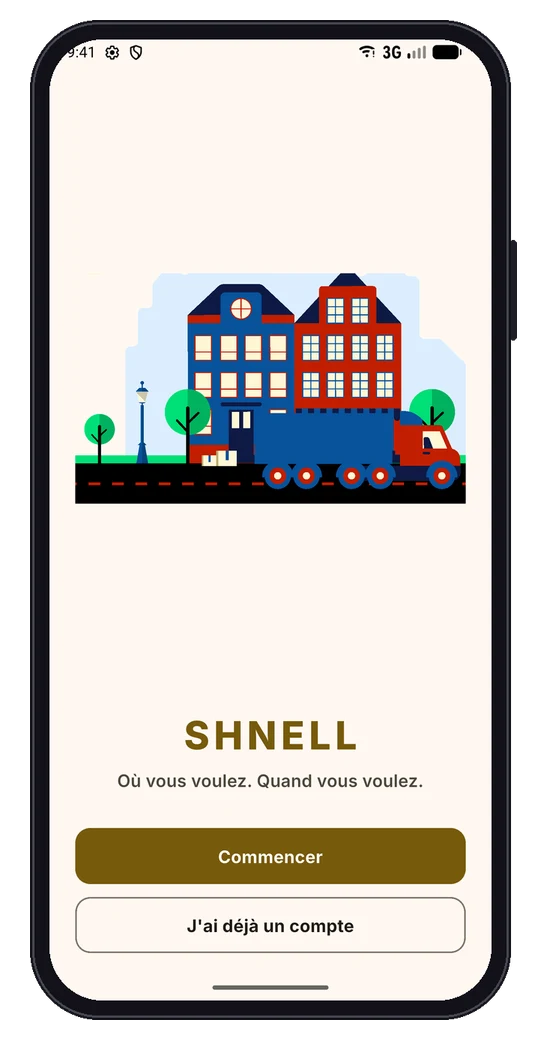 9:41
3G
SHNELL
Où vous voulez. Quand vous voulez.
Commencer
J'ai déjà un compte